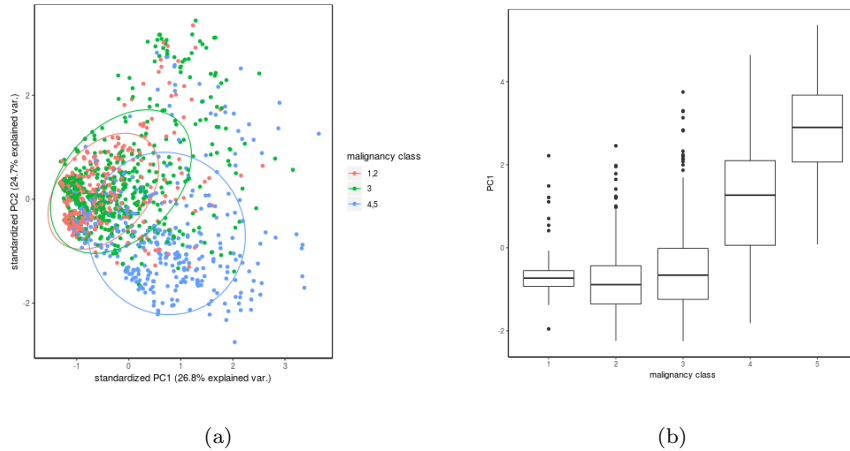 2
0
-2
standardized PC2 (24.7% explained var.)
-1
0
1
2
3
standardized PC1 (26.8% explained var.)
malignancy class
1,2
3
4,5
(a)
4
2
0
-2
PC1
1
2
3
4
5
malignancy class
(b)